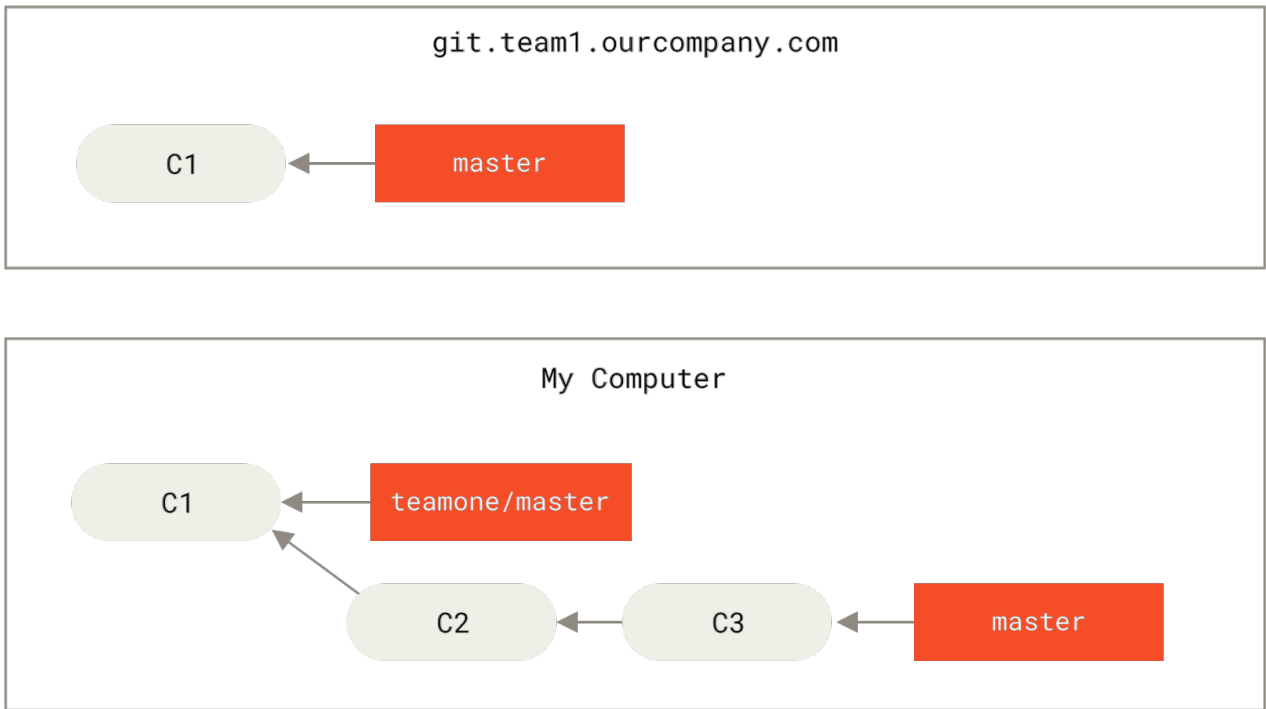 git.team1.ourcompany.com
C1
master
My Computer
C1
teamone/master
C2
C3
master